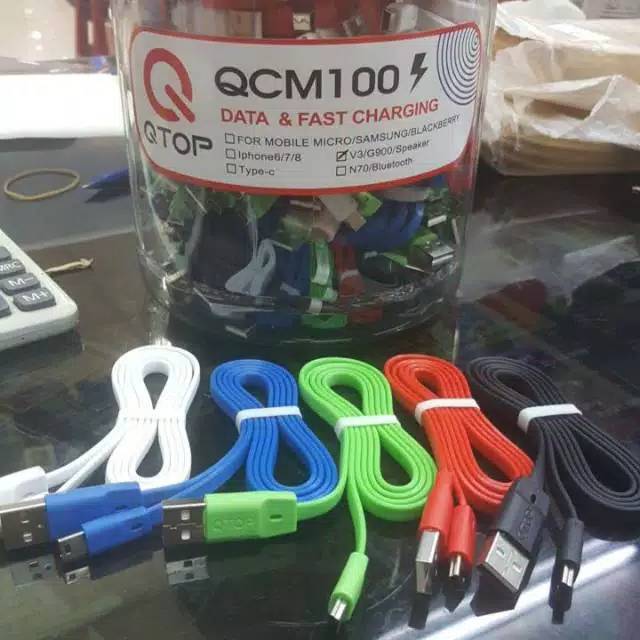 QCM100
DATA & FAST CHARGING
QTOP
FOR MOBILE MICRO/SAMSUNG/BLACKBERRY
Iphone6/7/8
V3/G900/Speaker
Type-c
N70/Bluetooth
QTOP